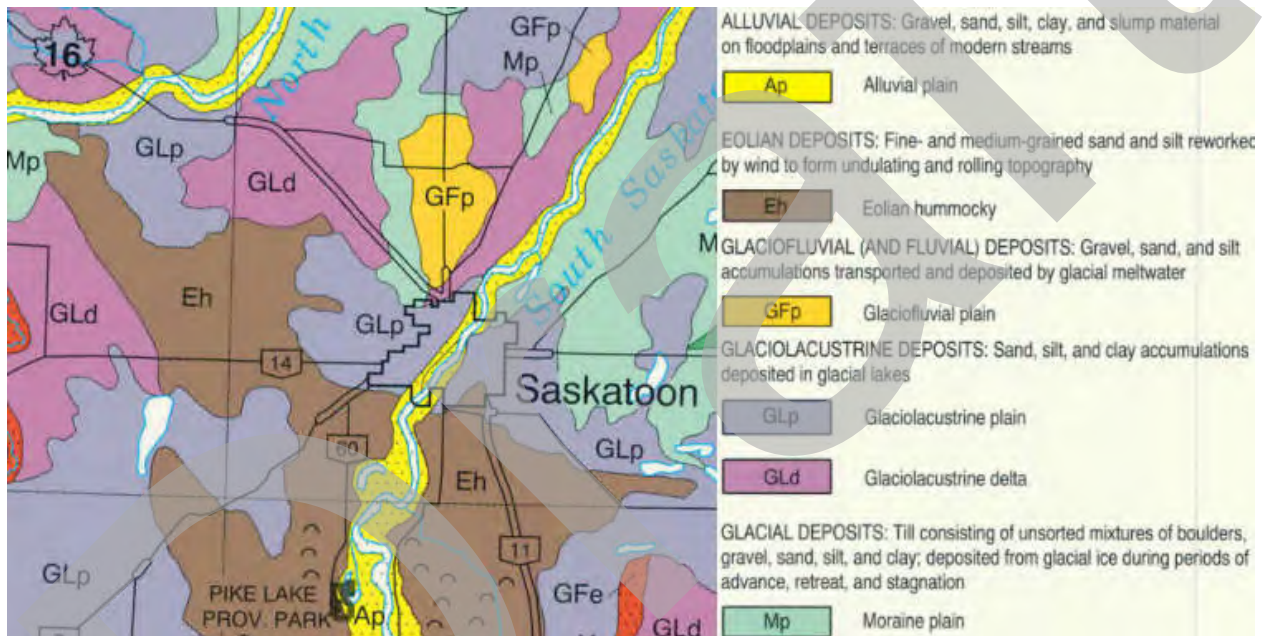 16
North
GFp
Mp
South
Saskat
Mp
GLp
GLd
GFp
M
Eh
GLd
GLp
14
Saskatoon
60
GLp
Eh
11
GLp
PIKE LAKE
PROV. PARK
Ap
GFe
GLd
ALLUVIAL DEPOSITS: Gravel, sand, silt, clay, and slump material
on floodplains and terraces of modern streams
Ap Alluvial plain
EOLIAN DEPOSITS: Fine- and medium-grained sand and silt reworked
by wind to form undulating and rolling topography
Eh Eolian hummocky
GLACIOFLUVIAL (AND FLUVIAL) DEPOSITS: Gravel, sand, and silt
accumulations transported and deposited by glacial meltwater
GFp Glaciofluvial plain
GLACIOLACUSTRINE DEPOSITS: Sand, silt, and clay accumulations
deposited in glacial lakes
GLp Glaciolacustrine plain
GLd Glaciolacustrine delta
GLACIAL DEPOSITS: Till consisting of unsorted mixtures of boulders,
gravel, sand, silt, and clay; deposited from glacial ice during periods of
advance, retreat, and stagnation
Mp Moraine plain